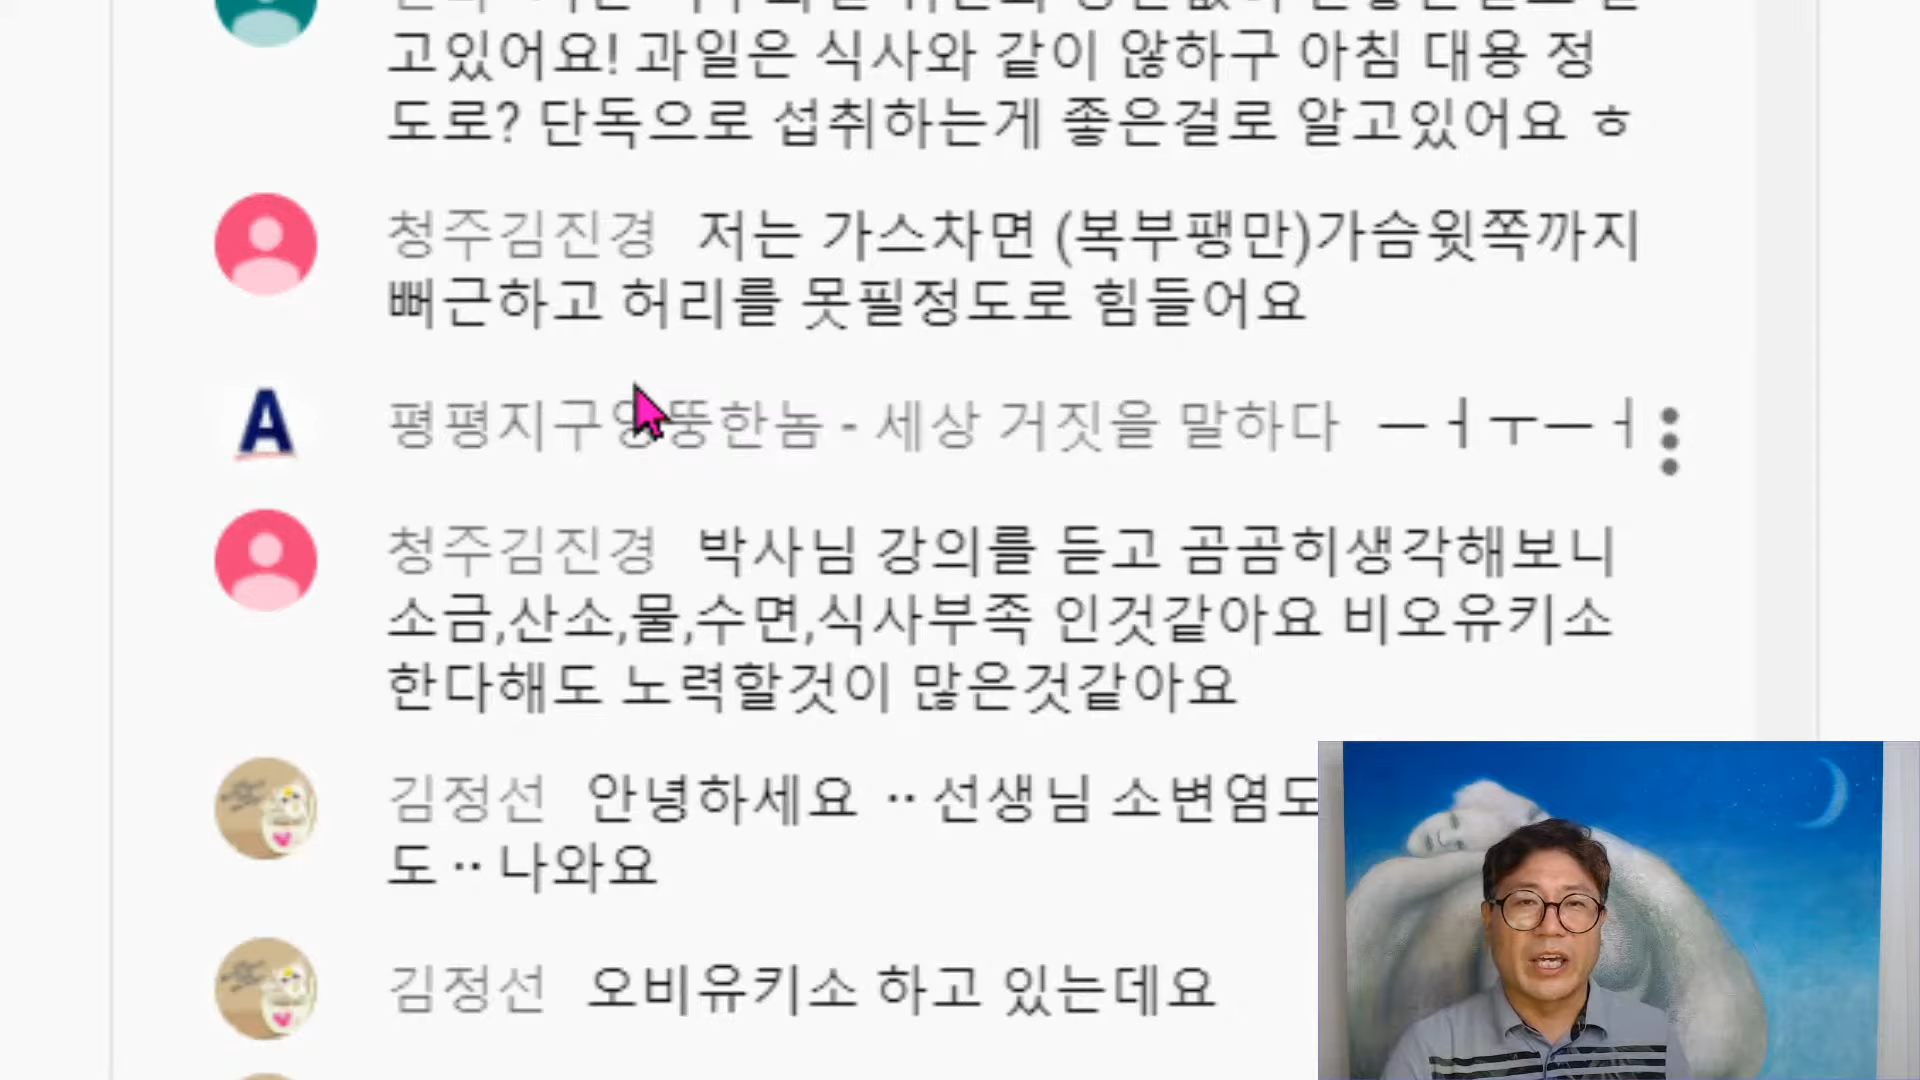 고있어요! 과일은 식사와 같이 않하구 아침 대용 정
도로? 단독으로 섭취하는게 좋은걸로 알고있어요 ㅎ
청주김진경 저는 가스차면 (복부팽만)가슴윗쪽까지
뻐근하고 허리를 못필정도로 힘들어요
평평지구엉뚱한놈 - 세상 거짓을 말하다 ㅡㅓㅜㅡㅓ
청주김진경 박사님 강의를 듣고 곰곰히생각해보니
소금,산소,물,수면,식사부족 인것같아요 비오유키소
한다해도 노력할것이 많은것같아요
김정선 안녕하세요 ··선생님 소변염도
도··나와요
김정선 오비유키소 하고 있는데요
A